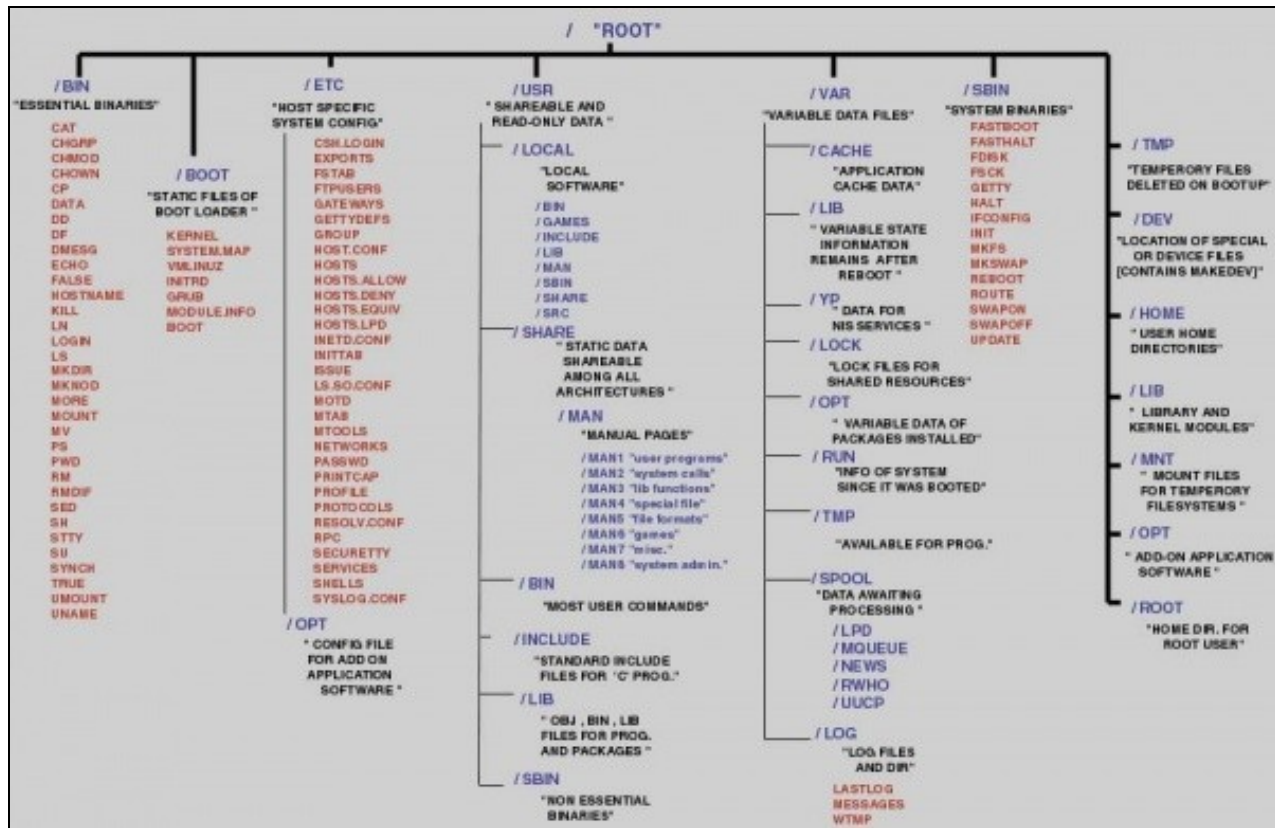 / "ROOT"
/BIN
"ESSENTIAL BINARIES"
CAT
CHGRP
CHMOD
CHOWN
CP
DATA
DD
DF
DMESG
ECHO
FALSE
HOSTNAME
KILL
LN
LOGIN
LS
MKDIR
MKNOD
MORE
MOUNT
MV
PS
PWD
RM
RMDIF
SED
SH
STTY
SU
SYNCH
TRUE
UMOUNT
UNAME
/BOOT
"STATIC FILES OF
BOOT LOADER "
KERNEL
SYSTEM.MAP
VMLINUZ
INITRD
GRUB
MODULE.INFO
BOOT
/ETC
"HOST SPECIFIC
SYSTEM CONFIG"
CSH.LOGIN
EXPORTS
FSTAB
FTPUSERS
GATEWAYS
GETTYDEFS
GROUP
HOST.CONF
HOSTS
HOSTS.ALLOW
HOSTS.DENY
HOSTS.EQUIV
HOSTS.LPD
INETD.CONF
INITTAB
ISSUE
LS.SO.CONF
MOTD
MTAB
MTOOLS
NETWORKS
PASSWD
PRINTCAP
PROFILE
PROTOCOLS
RESOLV.CONF
RPC
SECURETTY
SERVICES
SHELLS
SYSLOG.CONF
/OPT
" CONFIG FILE
FOR ADD ON
APPLICATION
SOFTWARE "
/USR
" SHAREABLE AND
READ-ONLY DATA "
/LOCAL
"LOCAL
SOFTWARE"
/BIN
/GAMES
/INCLUDE
/LIB
/MAN
/SBIN
/SHARE
/SRC
/SHARE
" STATIC DATA
SHAREABLE
AMONG ALL
ARCHITECTURES "
/MAN
"MANUAL PAGES"
/MAN1 "user programs"
/MAN2 "system calls"
/MAN3 "lib functions"
/MAN4 "special file"
/MAN5 "file formats"
/MAN6 "games"
/MAN7 "misc."
/MAN8 "system admin."
/BIN
"MOST USER COMMANDS"
/INCLUDE
"STANDARD INCLUDE
FILES FOR 'C' PROG."
/LIB
" OBJ , BIN , LIB
FILES FOR PROG.
AND PACKAGES "
/SBIN
"NON ESSENTIAL
BINARIES"
/VAR
"VARIABLE DATA FILES"
/CACHE
"APPLICATION
CACHE DATA"
/LIB
" VARIABLE STATE
INFORMATION
REMAINS AFTER
REBOOT "
/YP
" DATA FOR
NIS SERVICES "
/LOCK
"LOCK FILES FOR
SHARED RESOURCES"
/OPT
" VARIABLE DATA OF
PACKAGES INSTALLED"
/RUN
"INFO OF SYSTEM
SINCE IT WAS BOOTED"
/TMP
"AVAILABLE FOR PROG."
/SPOOL
"DATA AWAITING
PROCESSING "
/LPD
/MQUEUE
/NEWS
/RWHO
/UUCP
/LOG
"LOG FILES
AND DIR"
LASTLOG
MESSAGES
WTMP
/SBIN
"SYSTEM BINARIES"
FASTBOOT
FASTHALT
FDISK
FSCK
GETTY
HALT
IFCONFIG
INIT
MKFS
MKSWAP
REBOOT
ROUTE
SWAPON
SWAPOFF
UPDATE
/TMP
"TEMPERORY FILES
DELETED ON BOOTUP"
/DEV
"LOCATION OF SPECIAL
OR DEVICE FILES
[CONTAINS MAKEDEV]"
/HOME
" USER HOME
DIRECTORIES"
/LIB
" LIBRARY AND
KERNEL MODULES"
/MNT
" MOUNT FILES
FOR TEMPERORY
FILESYSTEMS "
/OPT
" ADD-ON APPLICATION
SOFTWARE "
/ROOT
"HOME DIR. FOR
ROOT USER"